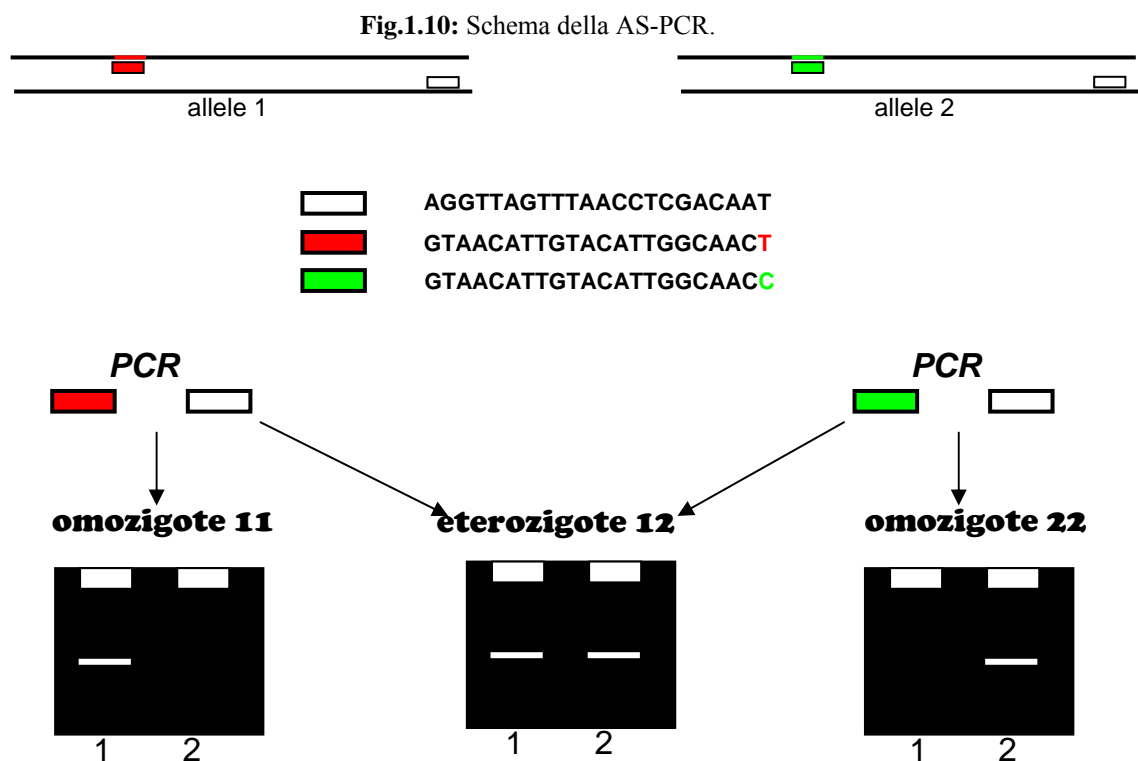 Fig.1.10: Schema della AS-PCR.
allele 1
allele 2
AGGTTAGTTTAACCTCGACAAT
GTAACATTGTACATTGGCAACT
GTAACATTGTACATTGGCAACC
PCR
PCR
omozigote 11
eterozigote 12
omozigote 22
1 2
1 2
1 2